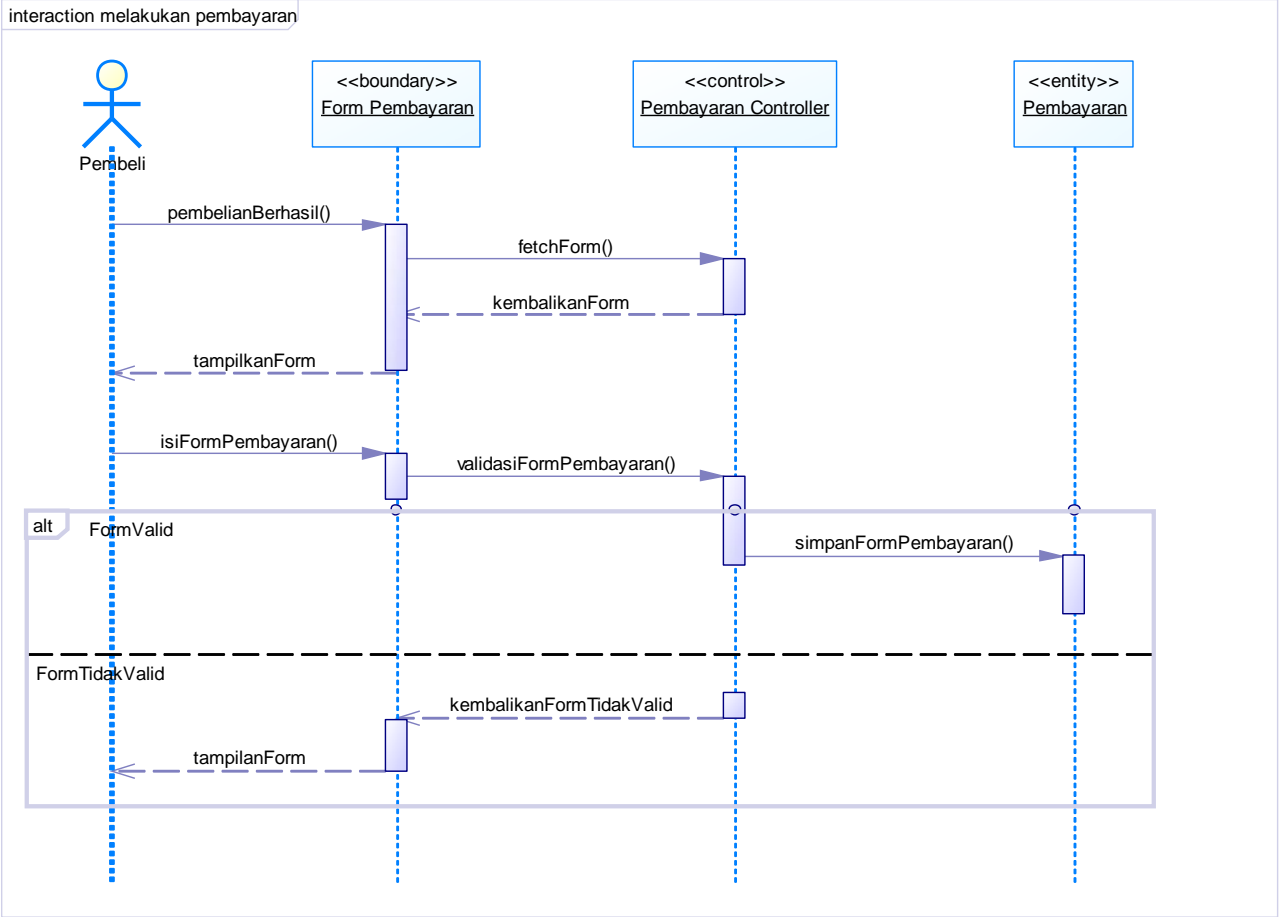 interaction melakukan pembayaran
Pembeli
<<boundary>>
Form Pembayaran
<<control>>
Pembayaran Controller
<<entity>>
Pembayaran
pembelianBerhasil()
fetchForm()
kembalikanForm
tampilkanForm
isiFormPembayaran()
validasiFormPembayaran()
alt
FormValid
simpanFormPembayaran()
FormTidakValid
kembalikanFormTidakValid
tampilanForm